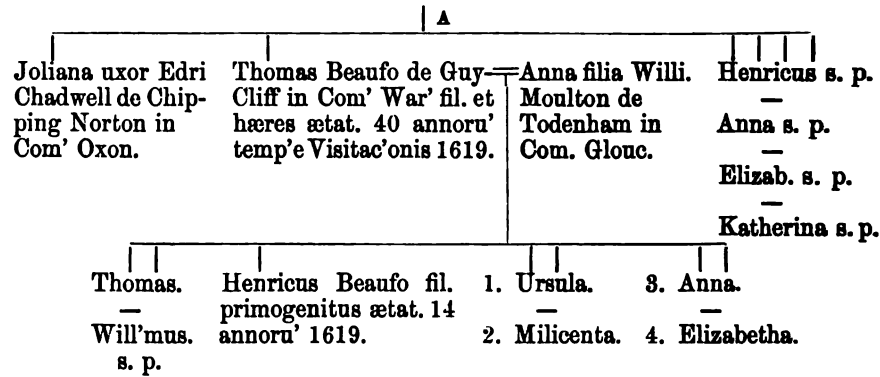 A
Joliana uxor Edri
Chadwell de Chip-
ping Norton in
Com' Oxon.
Thomas Beaufo de Guy-
Cliff in Com' War' fil. et
hæres ætat. 40 annoru'
temp'e Visitac'onis 1619.
Anna filia Willi.
Moulton de
Todenham in
Com. Glouc.
Henricus s. p.
Anna s. p.
Elizab. s. p.
Katherina s. p.
Thomas.
Will'mus.
s. p.
Henricus Beaufo fil.
primogenitus ætat. 14
annoru' 1619.
1. Ursula.
2. Milicenta.
3. Anna.
4. Elizabetha.